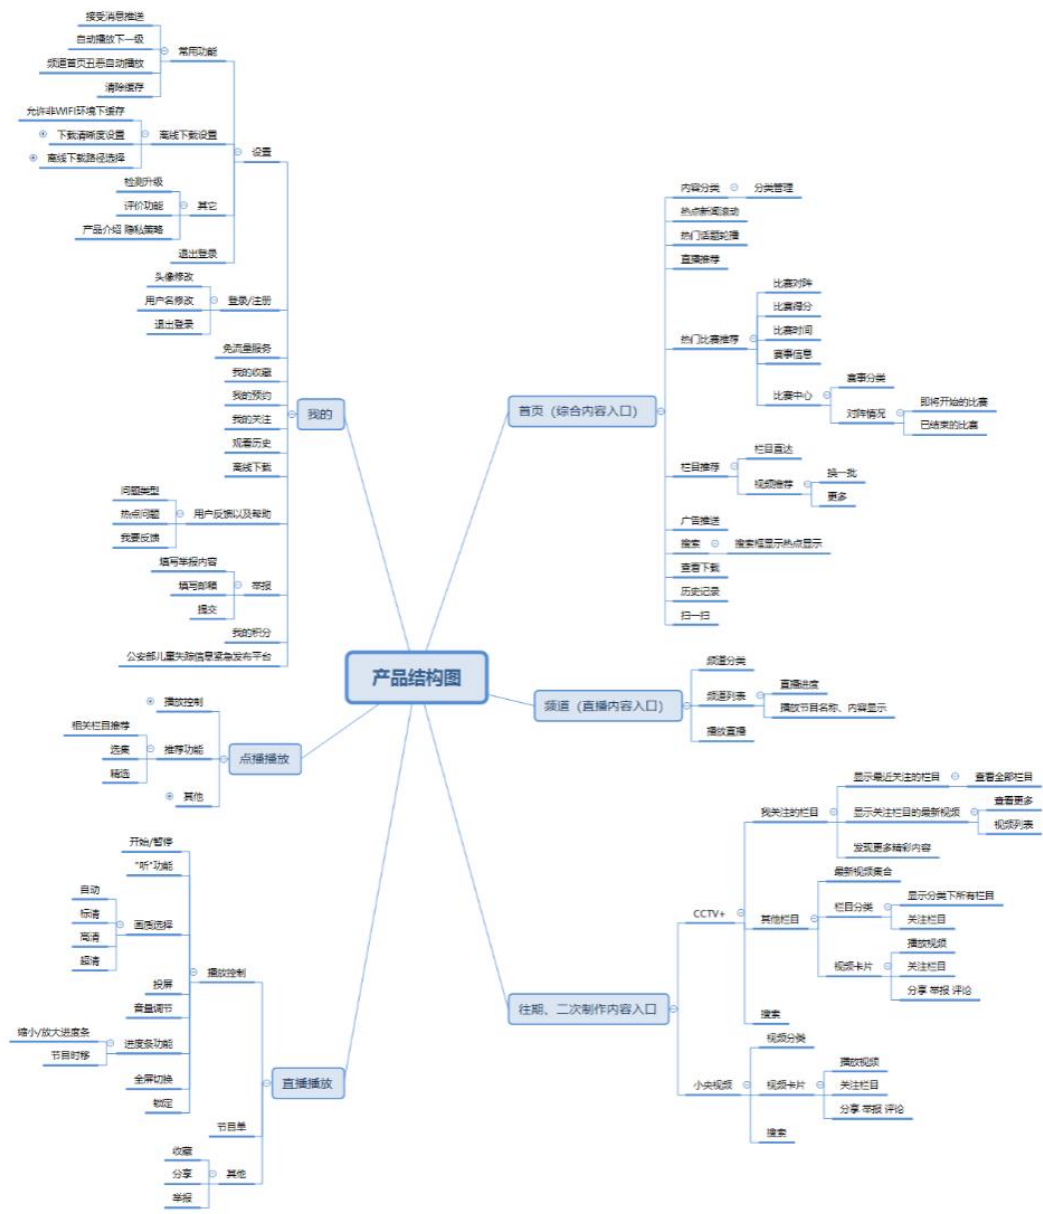 产品结构图
首页（综合内容入口）
内容分类
分类管理
热点新闻滚动
热门话题轮播
直播推荐
热门比赛推荐
比赛对阵
比赛得分
比赛时间
赛事信息
比赛中心
赛事分类
对阵情况
即将开始的比赛
已结束的比赛
栏目推荐
栏目直达
视频推荐
换一批
更多
广告推送
搜索
搜索框显示热点显示
查看下载
历史记录
扫一扫
频道（直播内容入口）
频道分类
频道列表
直播进度
播放节目名称、内容显示
播放直播
往期、二次制作内容入口
CCTV+
我关注的栏目
显示最近关注的栏目
查看全部栏目
显示关注栏目的最新视频
查看更多
视频列表
发现更多精彩内容
其他栏目
最新视频集合
栏目分类
显示分类下所有栏目
关注栏目
视频卡片
播放视频
关注栏目
分享 举报 评论
搜索
小央视频
视频分类
视频卡片
播放视频
关注栏目
分享 举报 评论
搜索
我的
设置
常用功能
接受消息推送
自动播放下一级
频道首页丑恶自动播放
清除缓存
离线下载设置
允许非WIFI环境下缓存
下载清晰度设置
离线下载路径选择
其它
检测升级
评价功能
产品介绍 隐私策略
退出登录
登录/注册
头像修改
用户名修改
退出登录
免流量服务
我的收藏
我的预约
我的关注
观看历史
离线下载
用户反馈以及帮助
问题类型
热点问题
我要反馈
举报
填写举报内容
填写邮箱
提交
我的积分
公安部儿童失踪信息紧急发布平台
点播播放
播放控制
推荐功能
相关栏目推荐
选集
精选
其他
直播播放
播放控制
开始/暂停
"听"功能
画质选择
自动
标清
高清
超清
投屏
音量调节
进度条功能
缩小/放大进度条
节目时移
全屏切换
锁定
节目单
其他
收藏
分享
举报